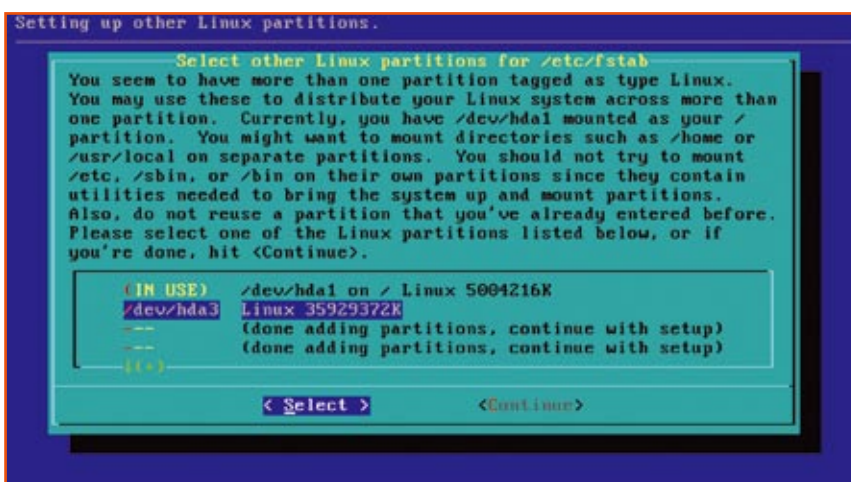 Setting up other Linux partitions.
Select other Linux partitions for /etc/fstab
You seem to have more than one partition tagged as type Linux.
You may use these to distribute your Linux system across more than
one partition.  Currently, you have /dev/hda1 mounted as your /
partition.  You might want to mount directories such as /home or
/usr/local on separate partitions.  You should not try to mount
/etc, /sbin, or /bin on their own partitions since they contain
utilities needed to bring the system up and mount partitions.
Also, do not reuse a partition that you've already entered before.
Please select one of the Linux partitions listed below, or if
you're done, hit <Continue>.
(IN USE) /dev/hda1 on / Linux 5004216K
/dev/hda3 Linux 35929372K
--- (done adding partitions, continue with setup)
--- (done adding partitions, continue with setup)
(+)
< Select > <Continue>